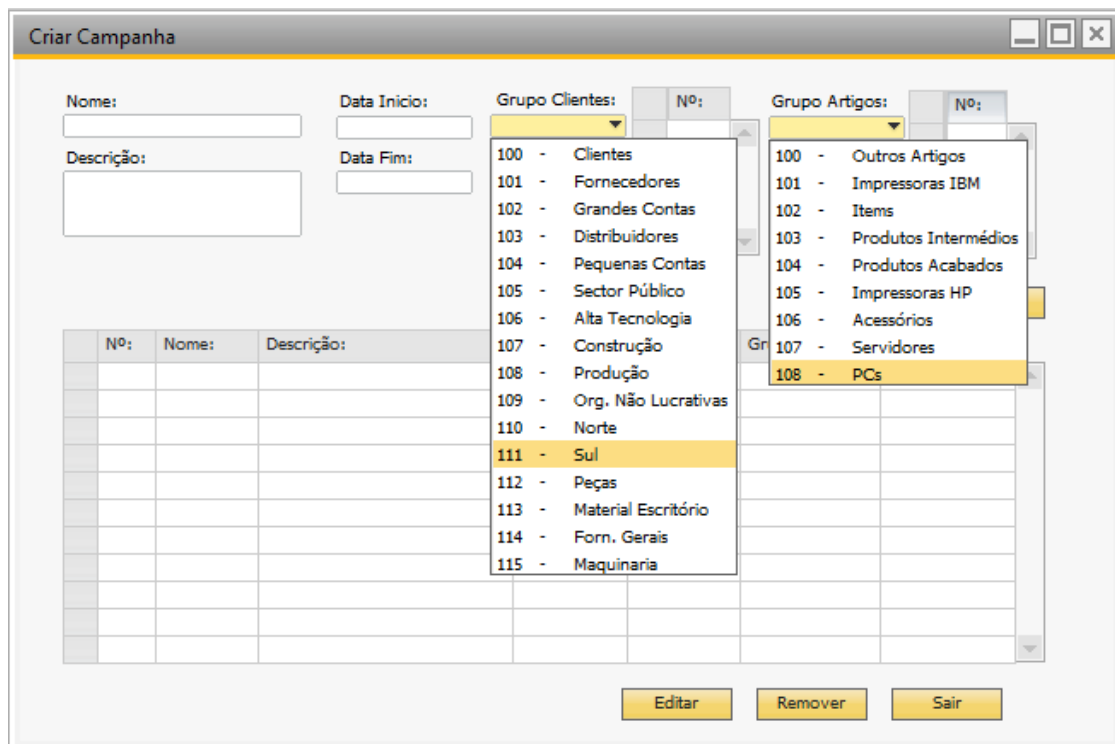 Criar Campanha
Nome:
Data Inicio:
Grupo Clientes:
Nº:
Grupo Artigos:
Nº:
Descrição:
Data Fim:
100 - Clientes
101 - Fornecedores
102 - Grandes Contas
103 - Distribuidores
104 - Pequenas Contas
105 - Sector Público
106 - Alta Tecnologia
107 - Construção
108 - Produção
109 - Org. Não Lucrativas
110 - Norte
111 - Sul
112 - Peças
113 - Material Escritório
114 - Forn. Gerais
115 - Maquinaria
100 - Outros Artigos
101 - Impressoras IBM
102 - Items
103 - Produtos Intermédios
104 - Produtos Acabados
105 - Impressoras HP
106 - Acessórios
107 - Servidores
108 - PCs
Nº: Nome: Descrição:
Editar Remover Sair